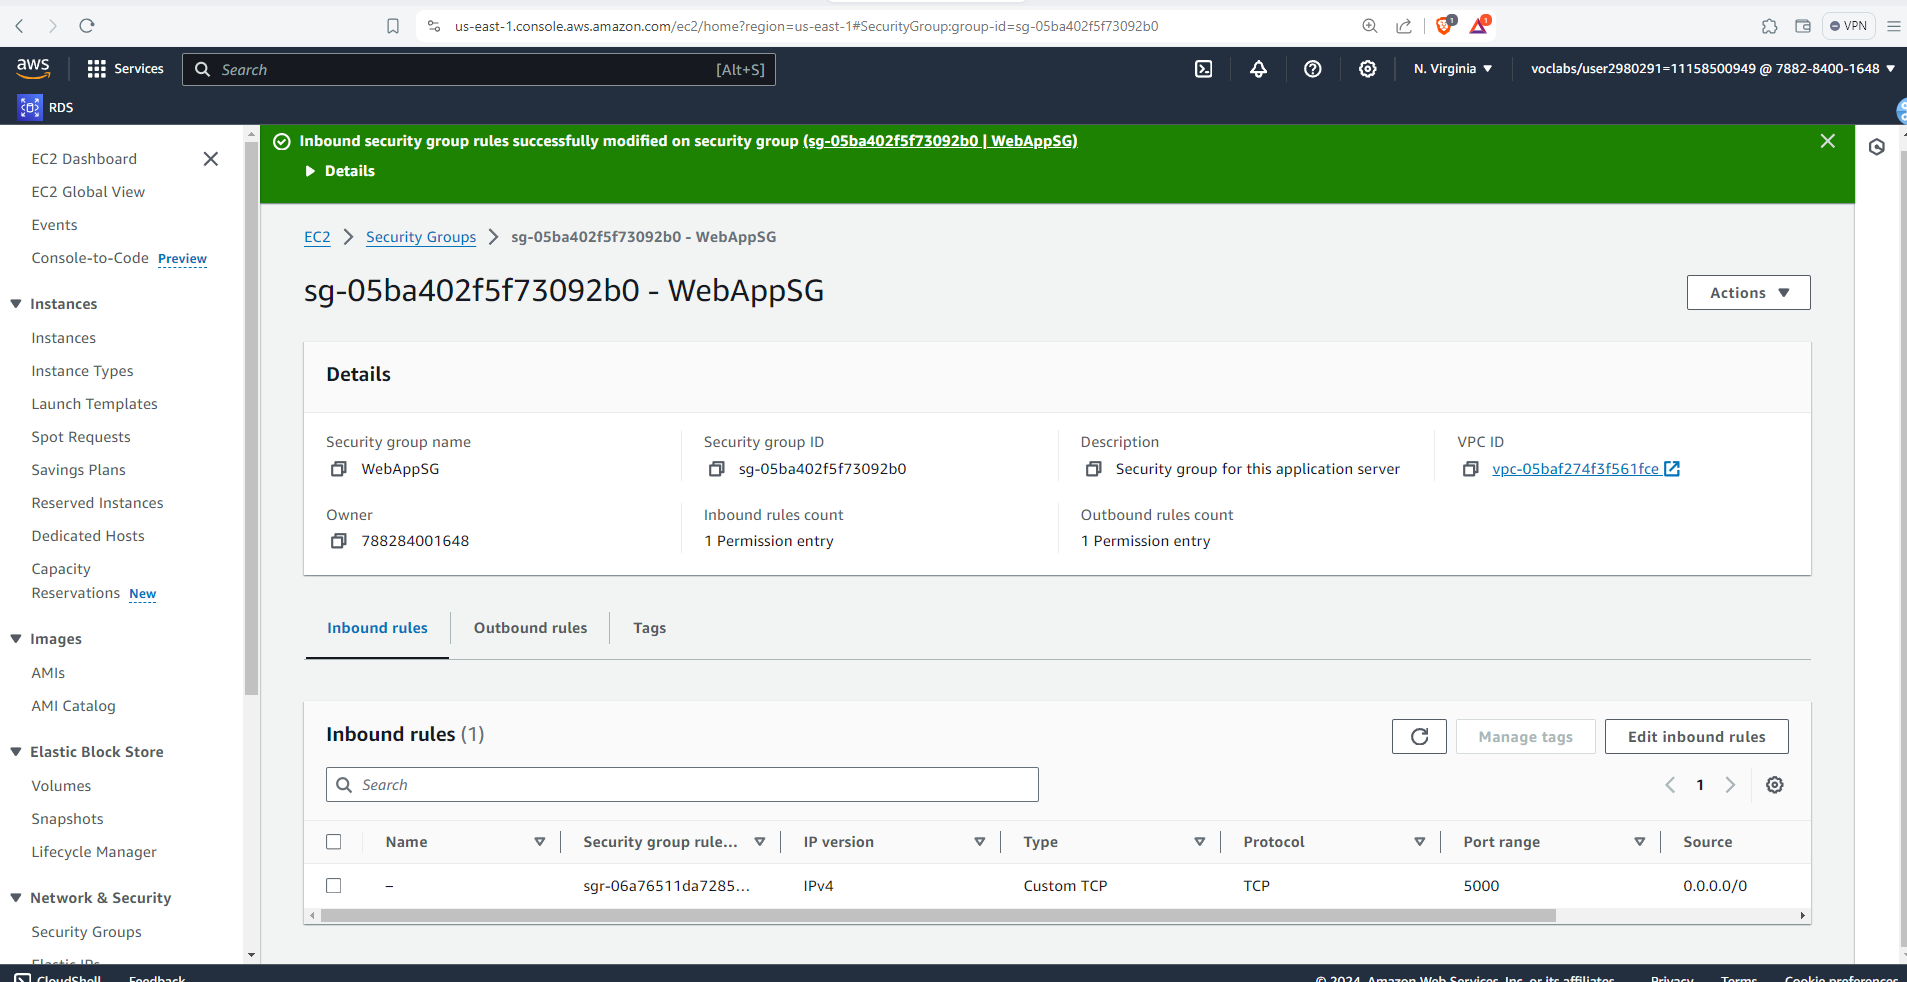 us-east-1.console.aws.amazon.com/ec2/home?region=us-east-1#SecurityGroup:group-id=sg-05ba402f5f73092b0
1
1
VPN
aws
Services
Search
[Alt+S]
N. Virginia
voclabs/user2980291=11158500949 @ 7882-8400-1648
RDS
EC2 Dashboard
EC2 Global View
Events
Console-to-Code Preview
Instances
Instances
Instance Types
Launch Templates
Spot Requests
Savings Plans
Reserved Instances
Dedicated Hosts
Capacity
Reservations New
Images
AMIs
AMI Catalog
Elastic Block Store
Volumes
Snapshots
Lifecycle Manager
Network & Security
Security Groups
Elastic IPs
Inbound security group rules successfully modified on security group (sg-05ba402f5f73092b0 | WebAppSG)
Details
EC2
Security Groups
sg-05ba402f5f73092b0 - WebAppSG
sg-05ba402f5f73092b0 - WebAppSG
Actions
Details
Security group name
WebAppSG
Security group ID
sg-05ba402f5f73092b0
Description
Security group for this application server
VPC ID
vpc-05baf274f3f561fce
Owner
788284001648
Inbound rules count
1 Permission entry
Outbound rules count
1 Permission entry
Inbound rules
Outbound rules
Tags
Inbound rules (1)
Manage tags
Edit inbound rules
Search
1
Name
Security group rule...
IP version
Type
Protocol
Port range
Source
–
sgr-06a76511da7285...
IPv4
Custom TCP
TCP
5000
0.0.0.0/0
CloudShell
Feedback
© 2024, Amazon Web Services, Inc. or its affiliates.
Privacy
Terms
Cookie preferences